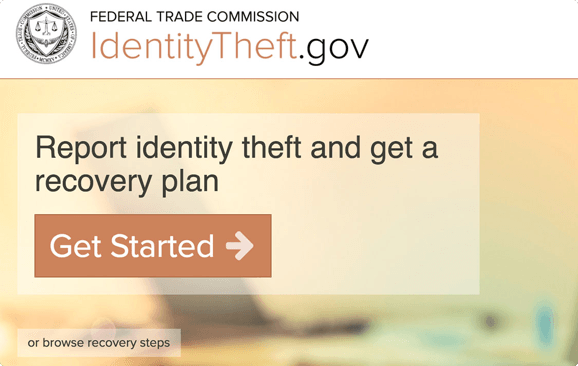 FEDERAL TRADE COMMISSION
IdentityTheft.gov
Report identity theft and get a
recovery plan
Get Started
or browse recovery steps